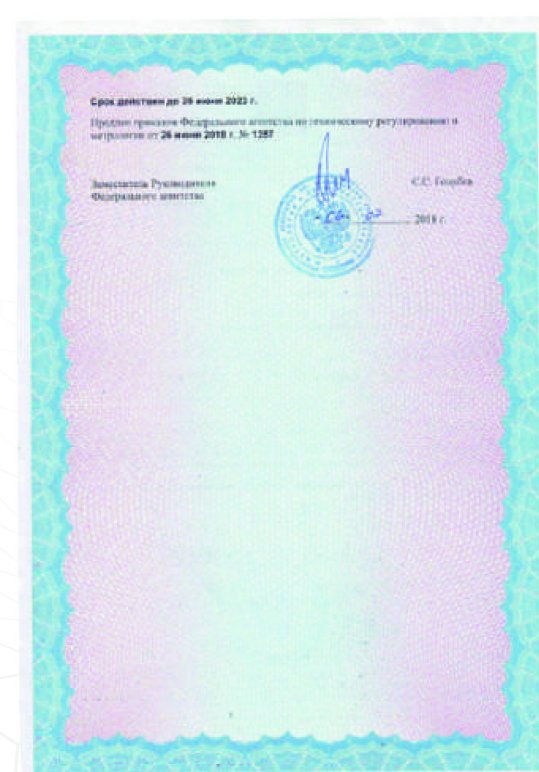 Срок действия до 26 июня 2023 г.
Продлен приказом Федерального агентства по техническому регулированию и
метрологии от 26 июня 2018 г. № 1287
Заместитель Руководителя
Федерального агентства
С.С. Голубев
2018 г.